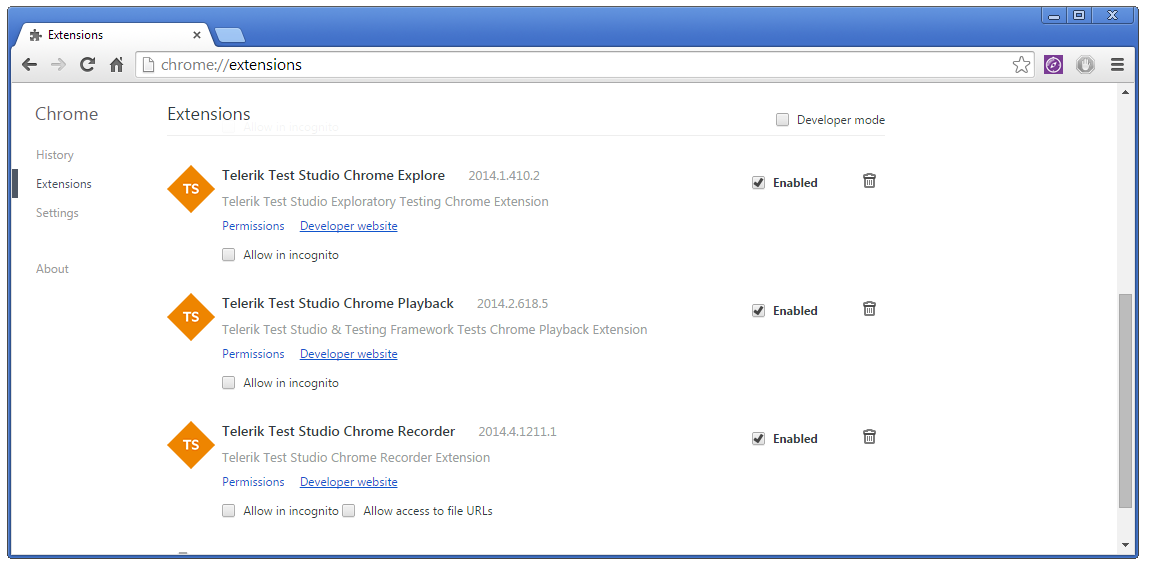 Extensions
chrome://extensions
Chrome
Extensions
Allow in incognito
Developer mode
History
Extensions
Settings
About
TS
Telerik Test Studio Chrome Explore 2014.1.410.2
Enabled
Telerik Test Studio Exploratory Testing Chrome Extension
Permissions Developer website
Allow in incognito
TS
Telerik Test Studio Chrome Playback 2014.2.618.5
Enabled
Telerik Test Studio & Testing Framework Tests Chrome Playback Extension
Permissions Developer website
Allow in incognito
TS
Telerik Test Studio Chrome Recorder 2014.4.1211.1
Enabled
Telerik Test Studio Chrome Recorder Extension
Permissions Developer website
Allow in incognito Allow access to file URLs